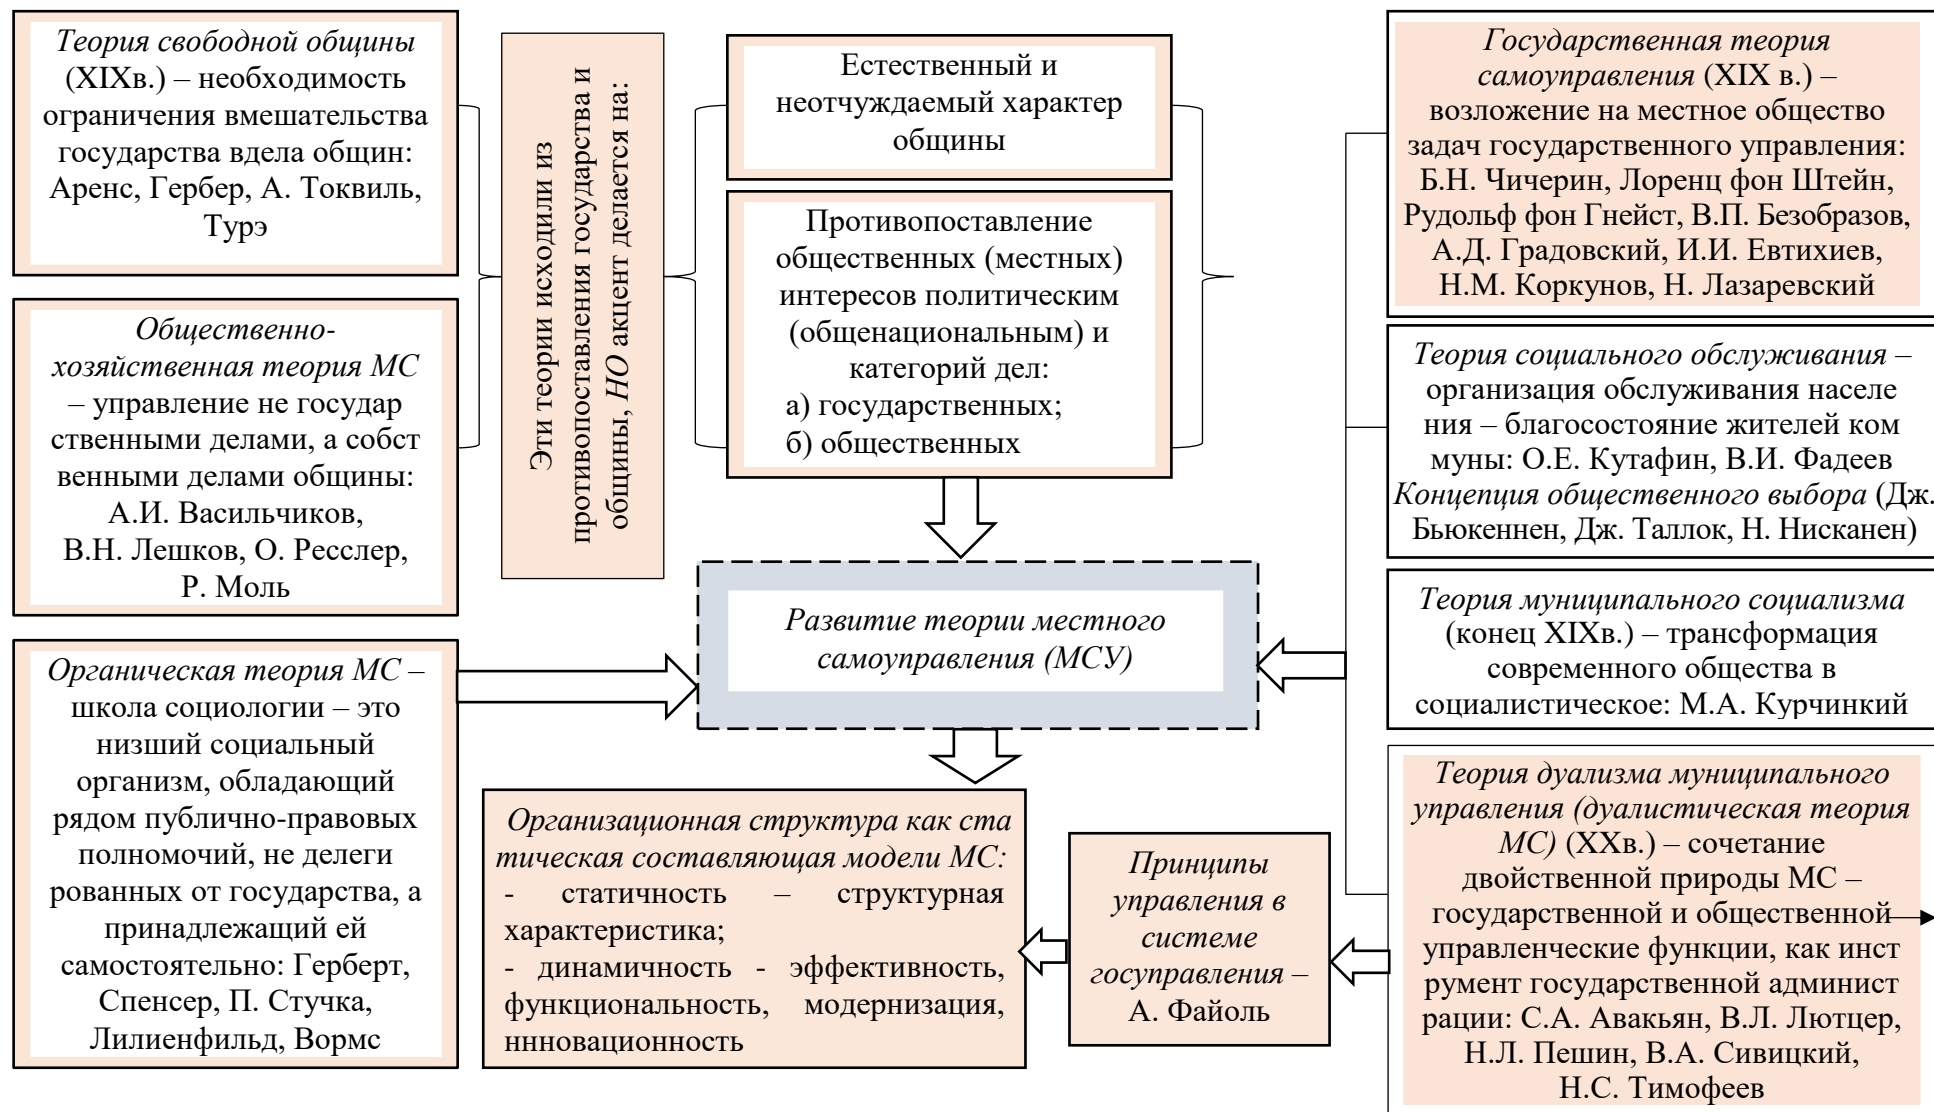 Теория свободной общины
(XIXв.) – необходимость
ограничения вмешательства
государства вдела общин:
Аренс, Гербер, А. Токвиль,
Турэ
Общественно-
хозяйственная теория МС
– управление не государ
ственными делами, а собст
венными делами общины:
А.И. Васильчиков,
В.Н. Лешков, О. Ресслер,
Р. Моль
Органическая теория МС –
школа социологии – это
низший социальный
организм, обладающий
рядом публично-правовых
полномочий, не делеги
рованных от государства, а
принадлежащий ей
самостоятельно: Герберт,
Спенсер, П. Стучка,
Лилиенфильд, Вормс
Эти теории исходили из
противопоставления государства и
общины, НО акцент делается на:
Естественный и
неотчуждаемый характер
общины
Противопоставление
общественных (местных)
интересов политическим
(общенациональным) и
категорий дел:
а) государственных;
б) общественных
Развитие теории местного
самоуправления (МСУ)
Организационная структура как ста
тическая составляющая модели МС:
- статичность – структурная
характеристика;
- динамичность - эффективность,
функциональность, модернизация,
ннновационность
Принципы
управления в
системе
госуправления –
А. Файоль
Государственная теория
самоуправления (XIX в.) –
возложение на местное общество
задач государственного управления:
Б.Н. Чичерин, Лоренц фон Штейн,
Рудольф фон Гнейст, В.П. Безобразов,
А.Д. Градовский, И.И. Евтихиев,
Н.М. Коркунов, Н. Лазаревский
Теория социального обслуживания –
организация обслуживания населе
ния – благосостояние жителей ком
муны: О.Е. Кутафин, В.И. Фадеев
Концепция общественного выбора (Дж.
Бьюкеннен, Дж. Таллок, Н. Нисканен)
Теория муниципального социализма
(конец XIXв.) – трансформация
современного общества в
социалистическое: М.А. Курчинкий
Теория дуализма муниципального
управления (дуалистическая теория
МС) (XXв.) – сочетание
двойственной природы МС –
государственной и общественной
управленческие функции, как инст
румент государственной админист
рации: С.А. Авакьян, В.Л. Лютцер,
Н.Л. Пешин, В.А. Сивицкий,
Н.С. Тимофеев